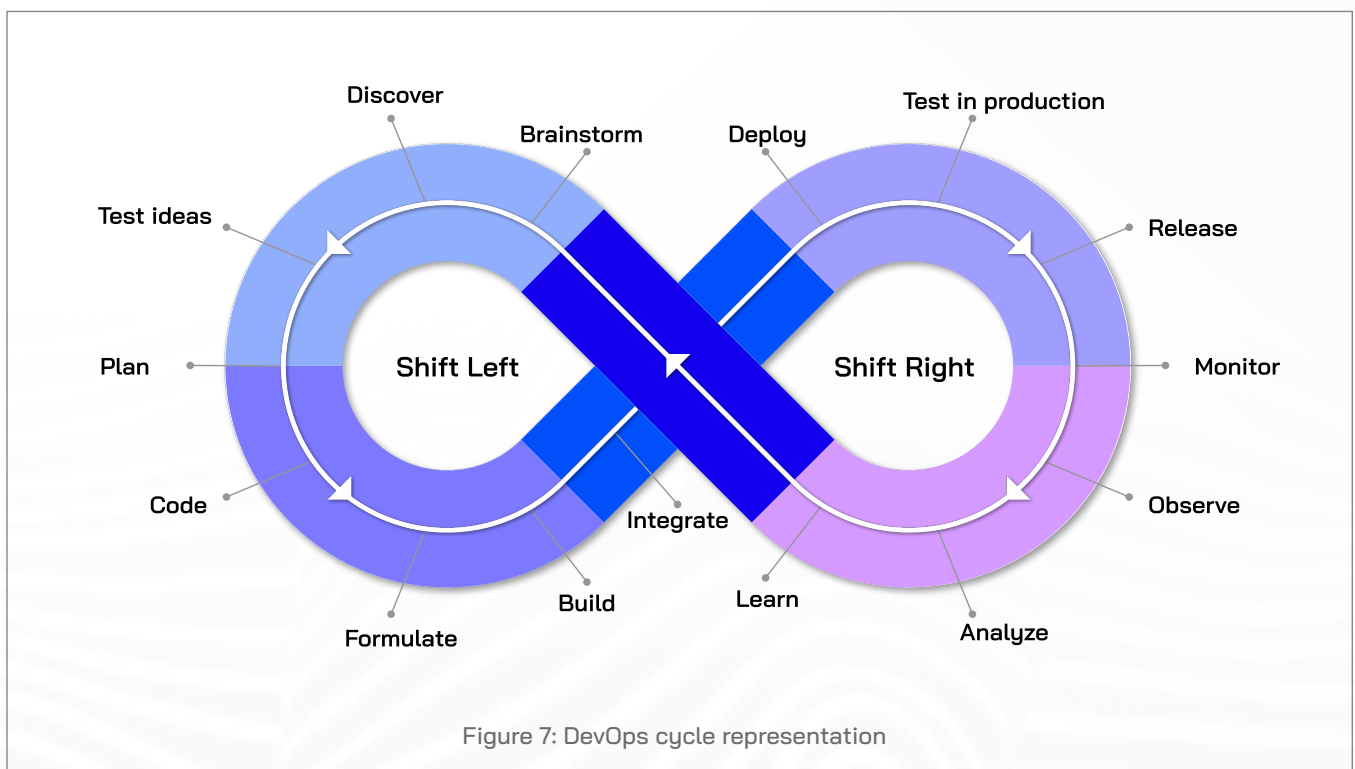 Discover
Test in production
Brainstorm
Deploy
Test ideas
Release
Plan
Shift Left
Shift Right
Monitor
Code
Observe
Integrate
Build
Learn
Formulate
Analyze
Figure 7: DevOps cycle representation